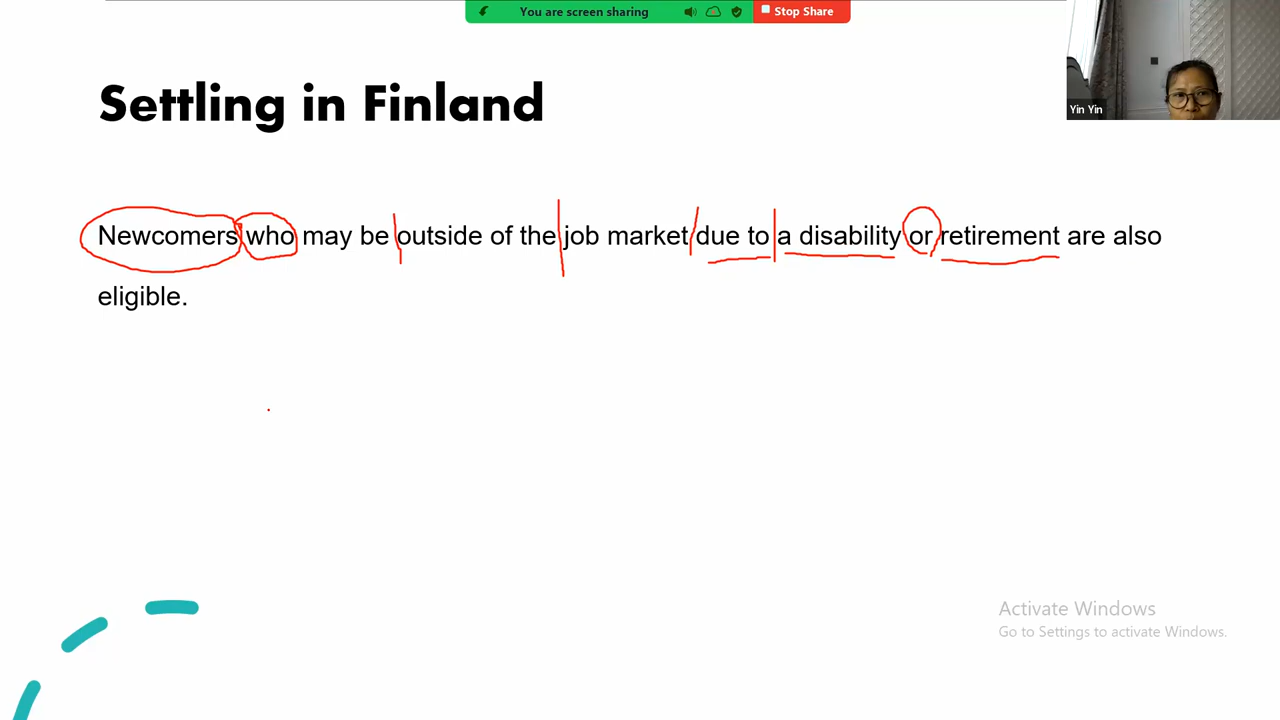 You are screen sharing
Stop Share
Yin Yin
Settling in Finland
Newcomers who may be outside of the job market due to a disability or retirement are also
eligible.
Activate Windows
Go to Settings to activate Windows.